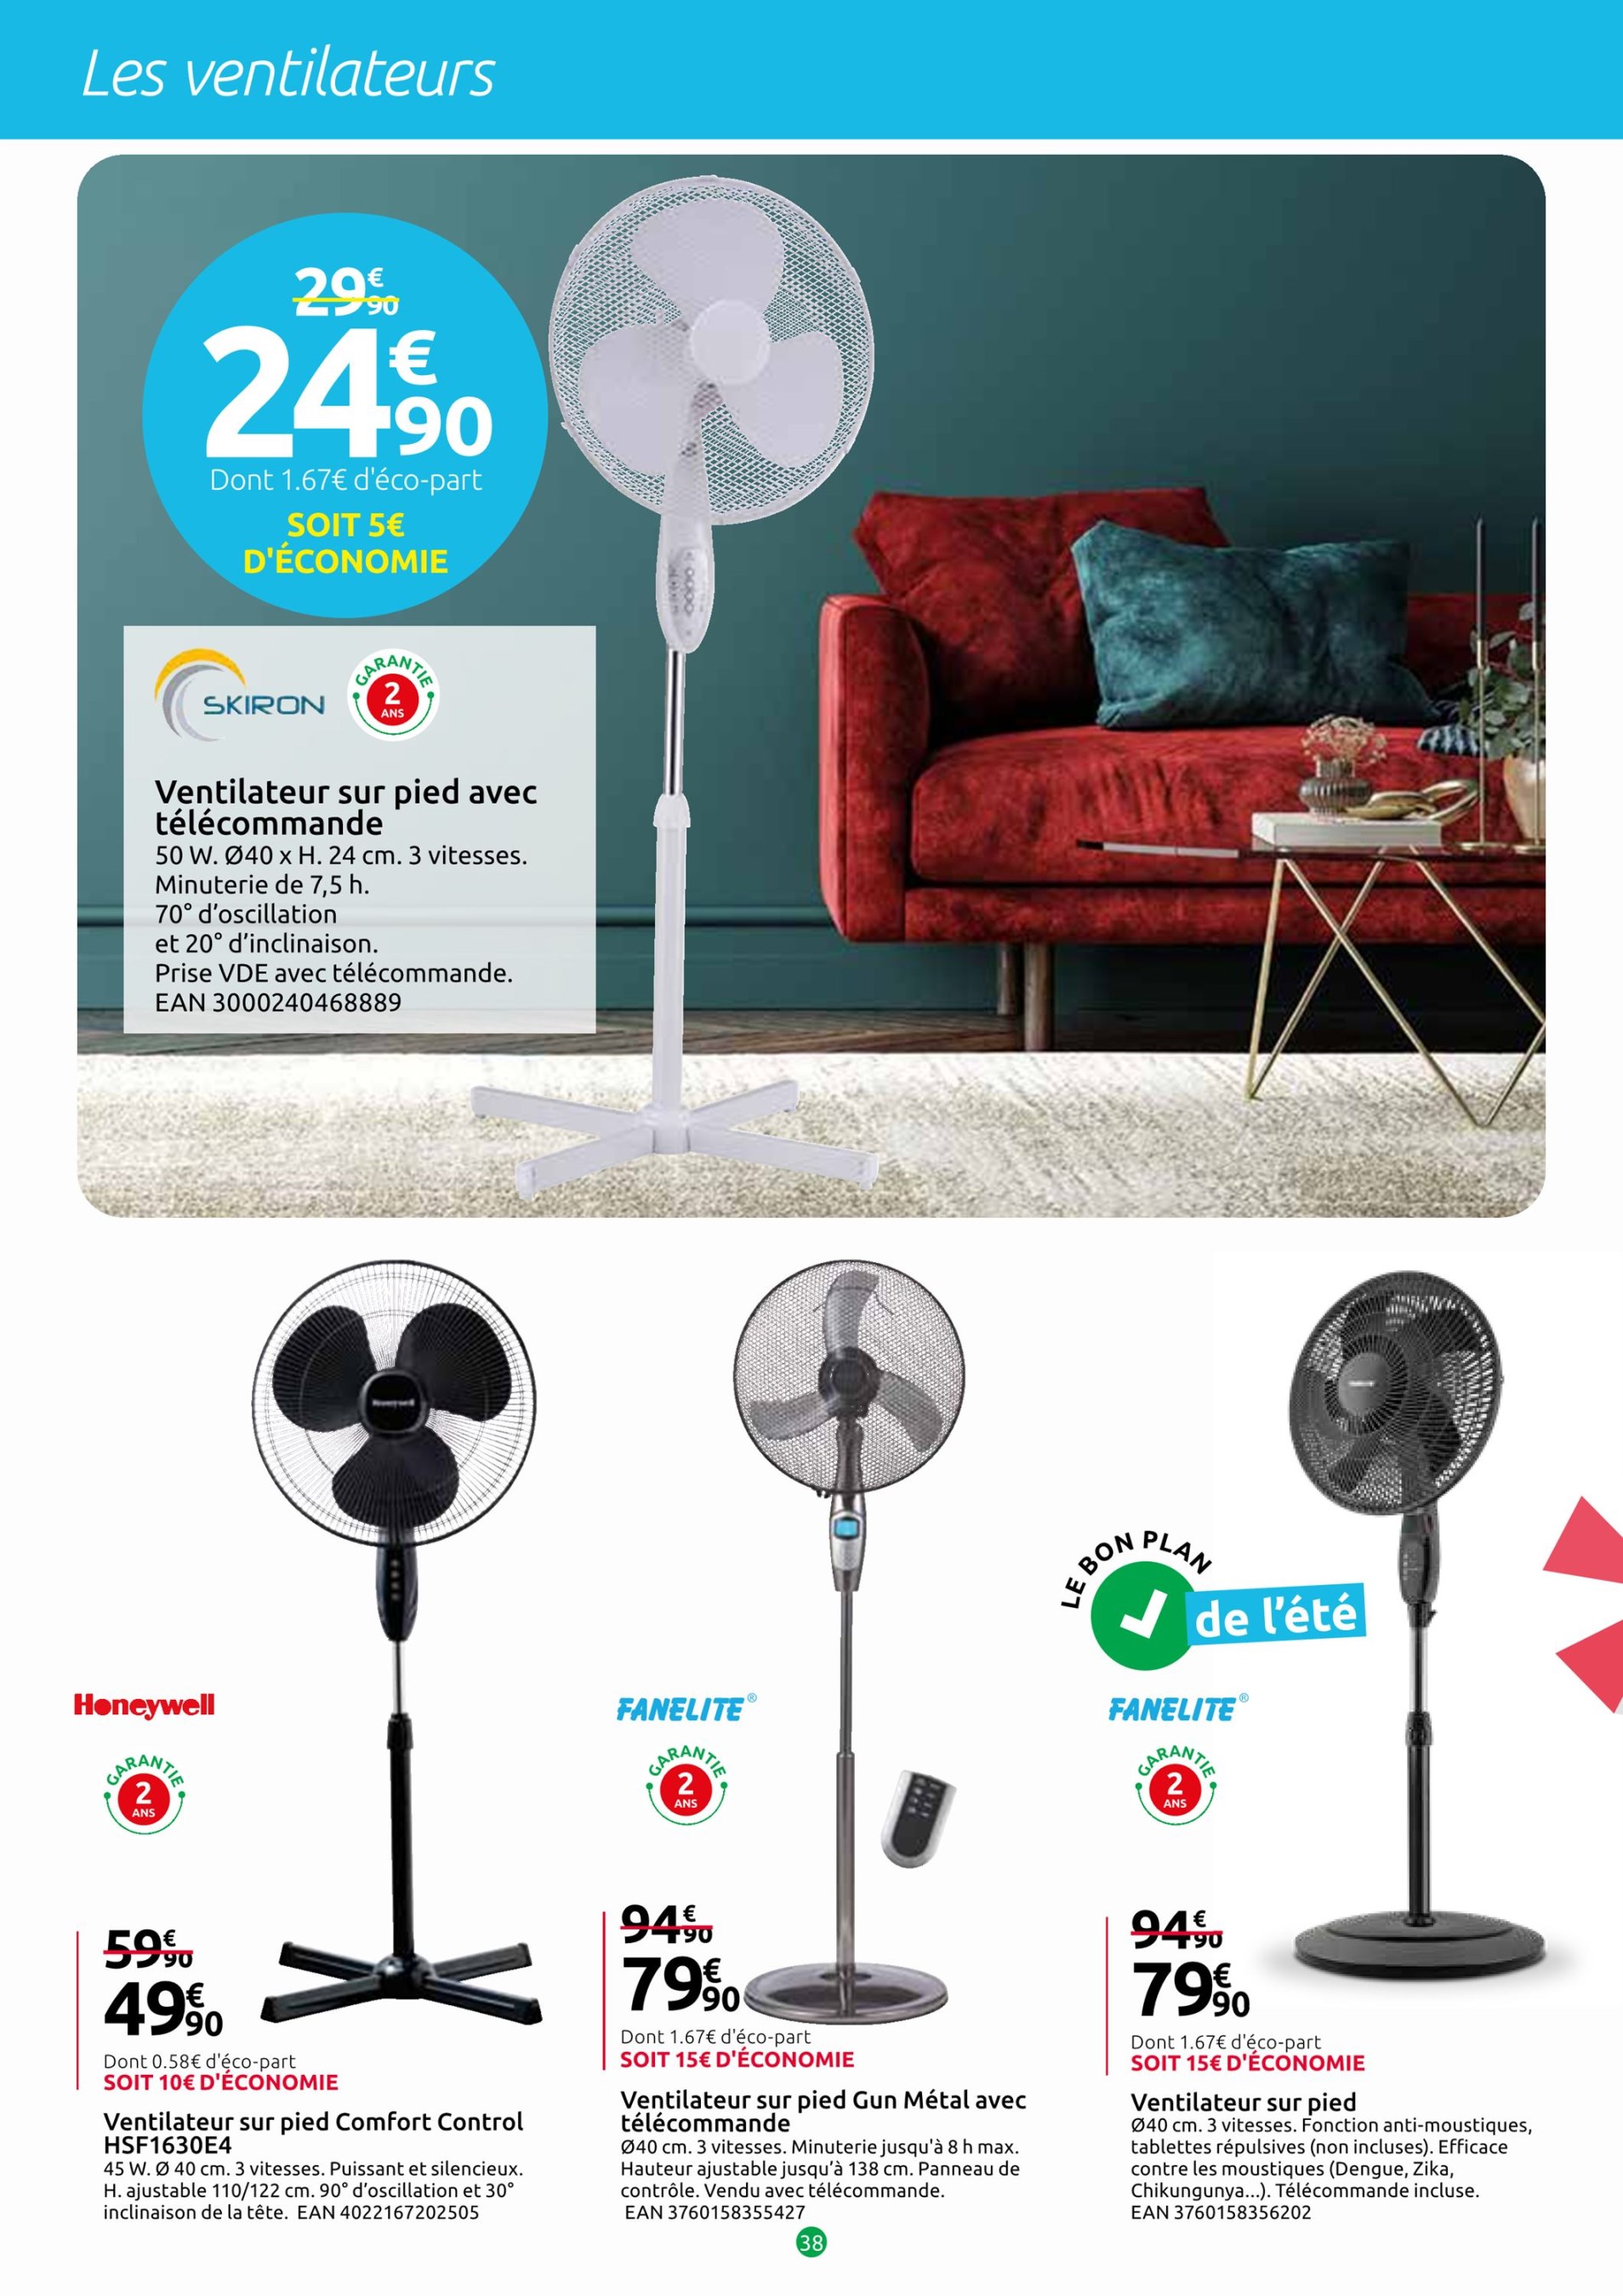 Les ventilateurs
29€90
24€90
Dont 1.67€ d'éco-part
SOIT 5€
D'ÉCONOMIE
SKIRON
GARANTIE
2
ANS
Ventilateur sur pied avec
télécommande
50 W. Ø40 x H. 24 cm. 3 vitesses.
Minuterie de 7,5 h.
70° d’oscillation
et 20° d’inclinaison.
Prise VDE avec télécommande.
EAN 3000240468889
Honeywell
Honeywell
GARANTIE
2
ANS
59€90
49€90
Dont 0.58€ d'éco-part
SOIT 10€ D'ÉCONOMIE
Ventilateur sur pied Comfort Control
HSF1630E4
45 W. Ø 40 cm. 3 vitesses. Puissant et silencieux.
H. ajustable 110/122 cm. 90° d’oscillation et 30°
inclinaison de la tête. EAN 4022167202505
FANELITE®
GARANTIE
2
ANS
94€90
79€90
Dont 1.67€ d'éco-part
SOIT 15€ D'ÉCONOMIE
Ventilateur sur pied Gun Métal avec
télécommande
Ø40 cm. 3 vitesses. Minuterie jusqu'à 8 h max.
Hauteur ajustable jusqu’à 138 cm. Panneau de
contrôle. Vendu avec télécommande.
EAN 3760158355427
LE BON PLAN
de l’été
FANELITE®
GARANTIE
2
ANS
94€90
79€90
Dont 1.67€ d'éco-part
SOIT 15€ D'ÉCONOMIE
Ventilateur sur pied
Ø40 cm. 3 vitesses. Fonction anti-moustiques,
tablettes répulsives (non incluses). Efficace
contre les moustiques (Dengue, Zika,
Chikungunya...). Télécommande incluse.
EAN 3760158356202
38